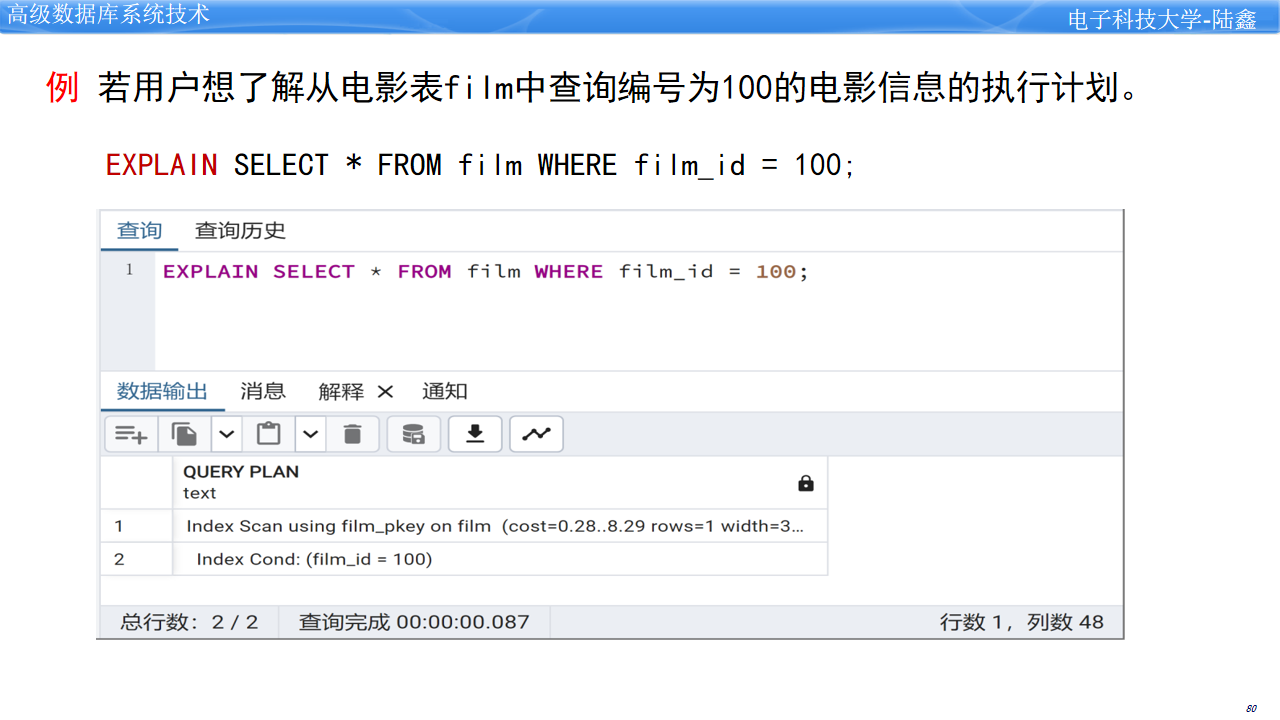 高级数据库系统技术
电子科技大学-陆鑫
例 若用户想了解从电影表film中查询编号为100的电影信息的执行计划。
EXPLAIN SELECT * FROM film WHERE film_id = 100;
查询 查询历史
1 EXPLAIN SELECT * FROM film WHERE film_id = 100;
数据输出 消息 解释 × 通知
QUERY PLAN
text
1 Index Scan using film_pkey on film (cost=0.28..8.29 rows=1 width=3...
2 Index Cond: (film_id = 100)
总行数：2 / 2 查询完成 00:00:00.087 行数 1，列数 48
80